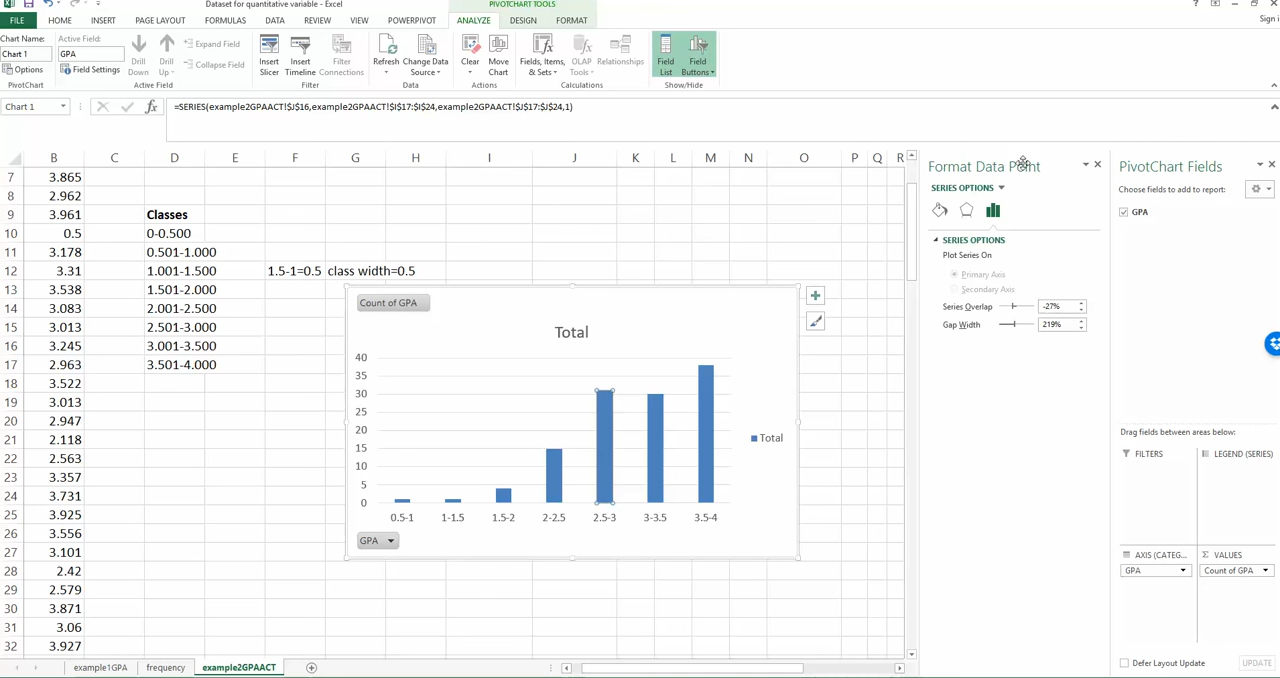 Dataset for quantitative variable - Excel
PIVOTCHART TOOLS
Sign i
FILE HOME INSERT PAGE LAYOUT FORMULAS DATA REVIEW VIEW POWERPIVOT ANALYZE DESIGN FORMAT
Chart Name:
Chart 1
Options
PivotChart
Active Field:
GPA
Field Settings
Drill Down
Drill Up
Expand Field
Collapse Field
Active Field
Insert Slicer
Insert Timeline
Filter Connections
Filter
Refresh
Change Data Source
Data
Clear
Move Chart
Actions
Fields, Items, & Sets
OLAP Tools
Relationships
Calculations
Field List
Field Buttons
Show/Hide
Chart 1
fx
=SERIES(example2GPAACT!$J$16,example2GPAACT!$I$17:$I$24,example2GPAACT!$J$17:$J$24,1)
B C D E F G H I J K L M N O P Q R
7 3.865
8 2.962
9 3.961 Classes
10 0.5 0-0.500
11 3.178 0.501-1.000
12 3.31 1.001-1.500 1.5-1=0.5 class width=0.5
13 3.538 1.501-2.000
14 3.083 2.001-2.500
15 3.013 2.501-3.000
16 3.245 3.001-3.500
17 2.963 3.501-4.000
18 3.522
19 3.013
20 2.947
21 2.118
22 2.563
23 3.357
24 3.731
25 3.925
26 3.556
27 3.101
28 2.42
29 2.579
30 3.871
31 3.06
32 3.927
Count of GPA
Total
40
35
30
25
20
15
10
5
0
0.5-1 1-1.5 1.5-2 2-2.5 2.5-3 3-3.5 3.5-4
Total
GPA
Format Data Point
SERIES OPTIONS
SERIES OPTIONS
Plot Series On
Primary Axis
Secondary Axis
Series Overlap -27%
Gap Width 219%
PivotChart Fields
Choose fields to add to report:
GPA
Drag fields between areas below:
FILTERS
LEGEND (SERIES)
AXIS (CATEG...
Σ VALUES
GPA
Count of GPA
Defer Layout Update
UPDATE
example1GPA frequency example2GPAACT